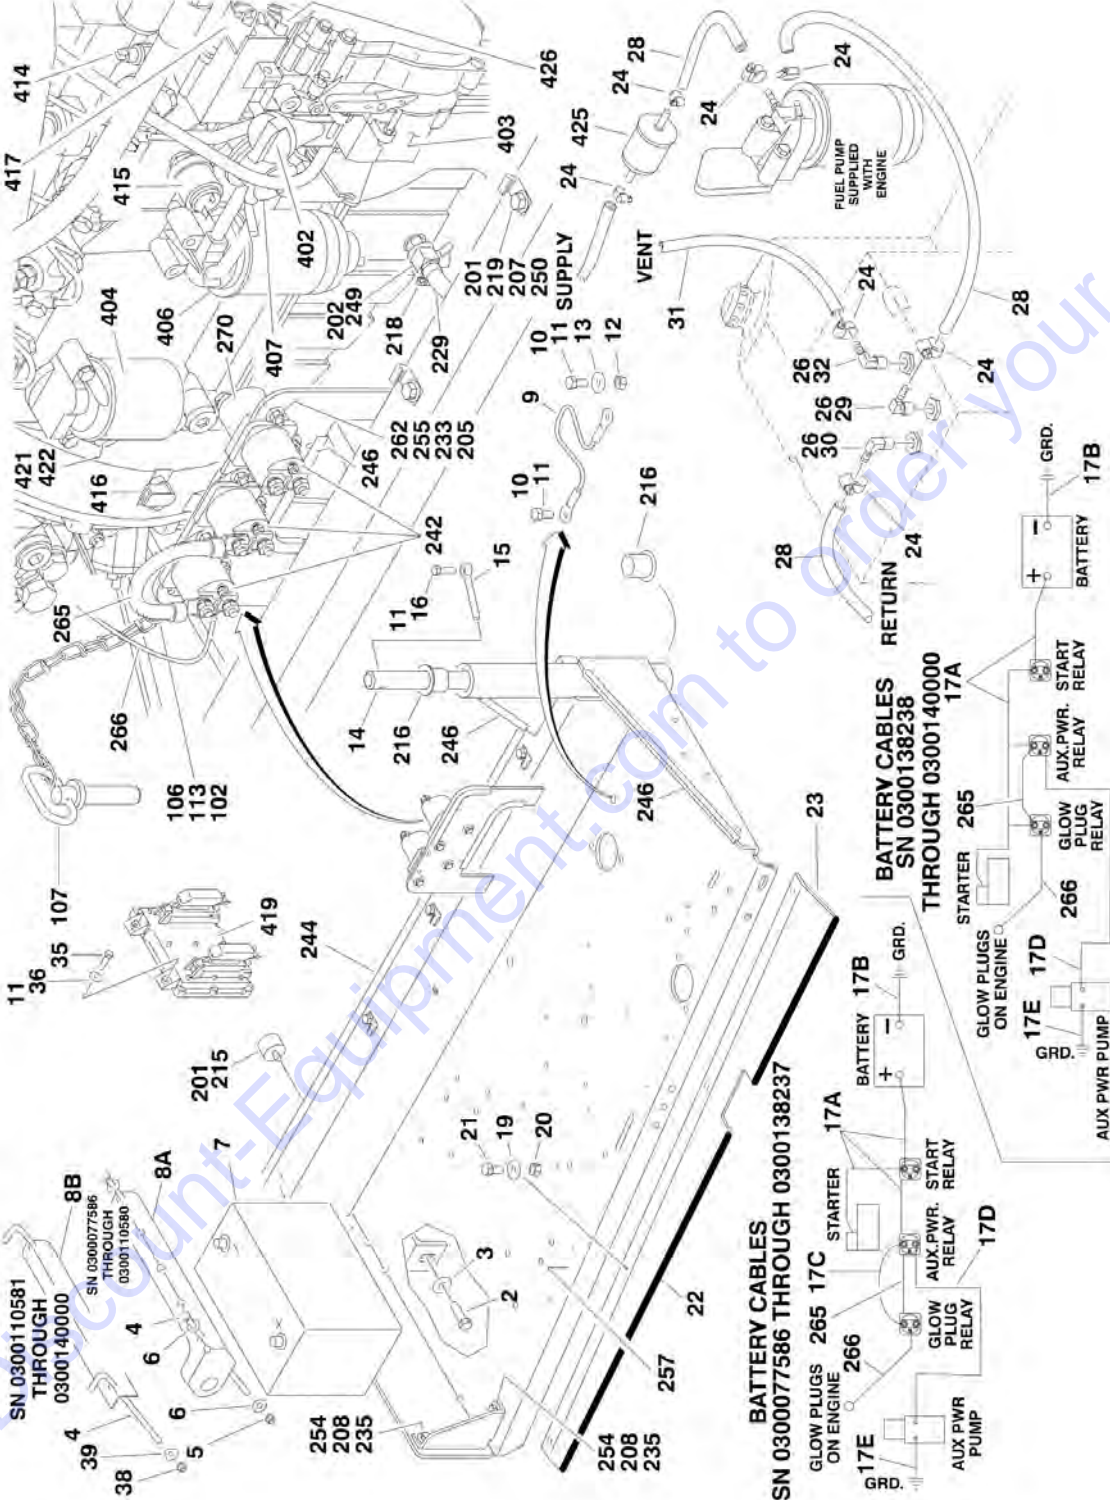 417
414
415
404
406
421
422
416
270
407
402
403
426
202
249
218
229
201
219
207
250
246
262
255
233
205
242
265
266
106
113
102
107
11
36
35
419
244
201
215
14
216
246
11
16
15
10
11
9
10
11
13
12
216
246
23
SUPPLY
24
425
24
28
24
24
VENT
31
FUEL PUMP
SUPPLIED
WITH
ENGINE
24
28
26
32
24
26
29
26
30
24
28
RETURN
SN 0300110581
THROUGH
0300140000
8B
SN 0300077586
THROUGH
0300110580
8A
7
4
6
4
39
38
6
5
254
208
235
3
2
254
208
235
257
21
19
20
22
BATTERY CABLES
SN 0300077586 THROUGH 0300138237
GLOW PLUGS
ON ENGINE
265
17C
STARTER
17A
BATTERY
+
−
GRD.
17B
266
GLOW
PLUG
RELAY
AUX.PWR.
RELAY
START
RELAY
17D
17E
GRD.
AUX PWR
PUMP
BATTERY CABLES
SN 0300138238
THROUGH 0300140000
STARTER
265
17A
GLOW PLUGS
ON ENGINE
266
GLOW
PLUG
RELAY
AUX.PWR.
RELAY
START
RELAY
BATTERY
+
−
GRD.
17B
17D
17E
GRD.
AUX PWR PUMP
Discount-Equipment.com to order your